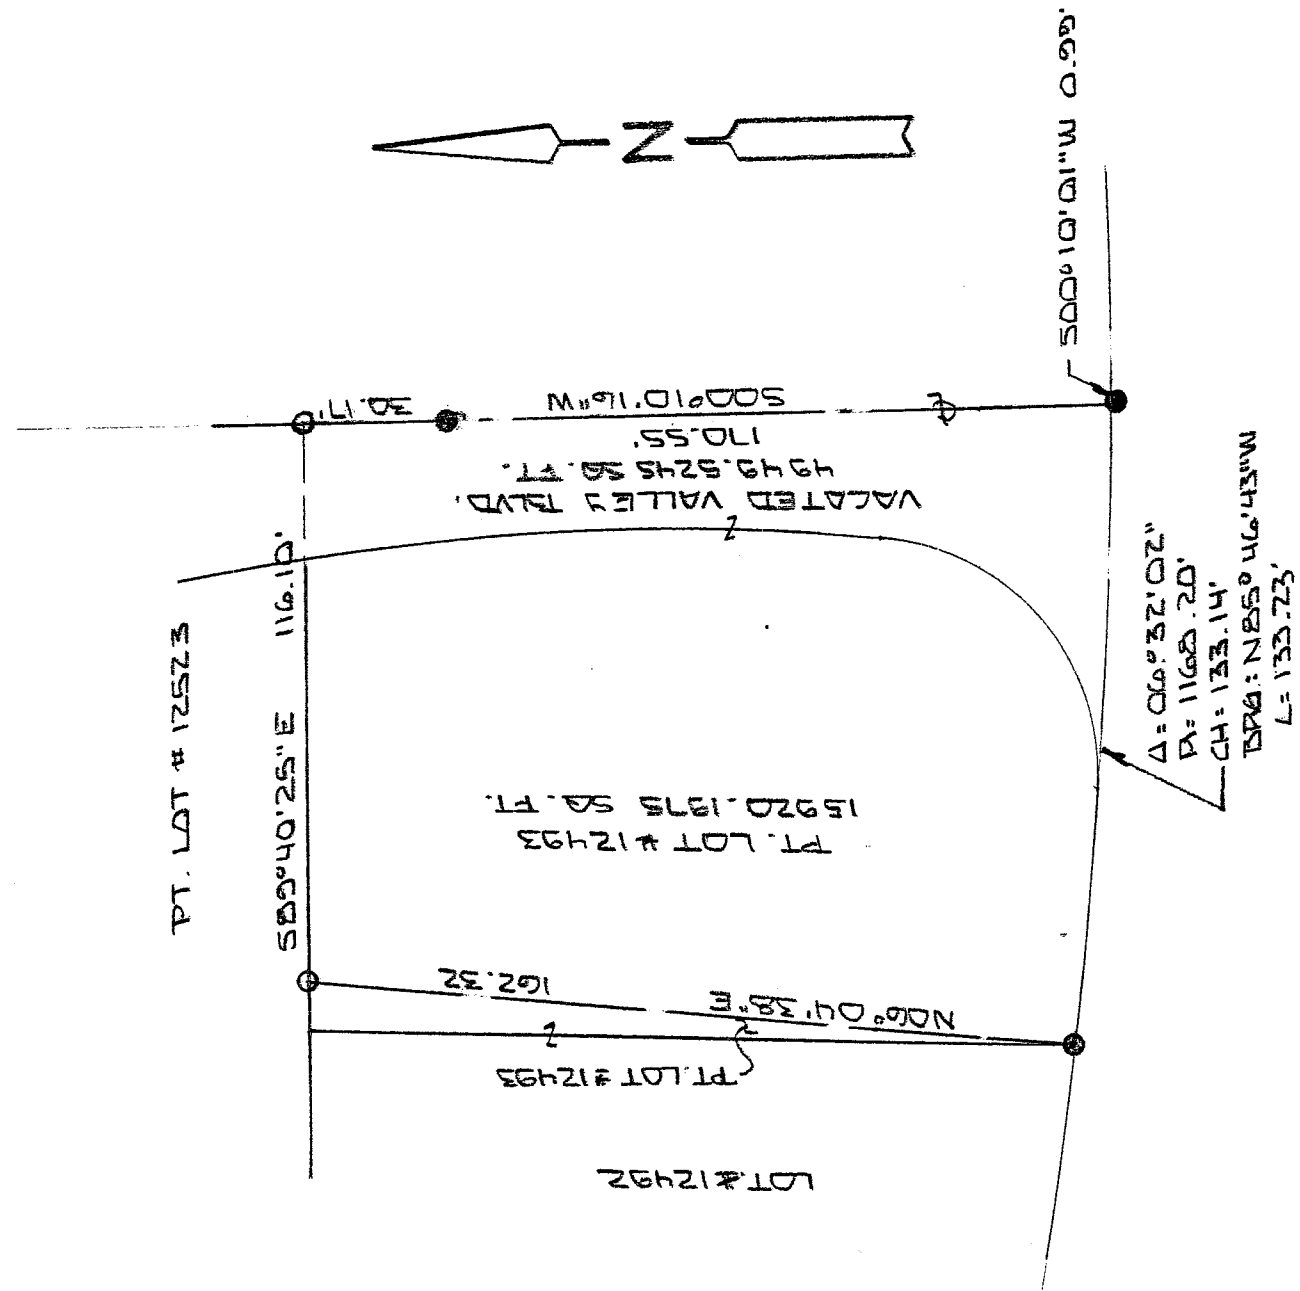 N
S00°10'01"W 0.69'
30.17'
S00°10'16"W
170.55'
4949.5245 SQ. FT.
VACATED VALLEY BLVD.
S89°40'25"E 116.10'
PT. LOT # 12523
PT. LOT #12493
15920.1975 SQ. FT.
Δ= 06°32'02"
R= 1168.20'
CH= 133.14'
BRG: N85°46'43"W
L= 133.23'
162.32
N06°04'38"E
PT. LOT #12493
LOT #12492